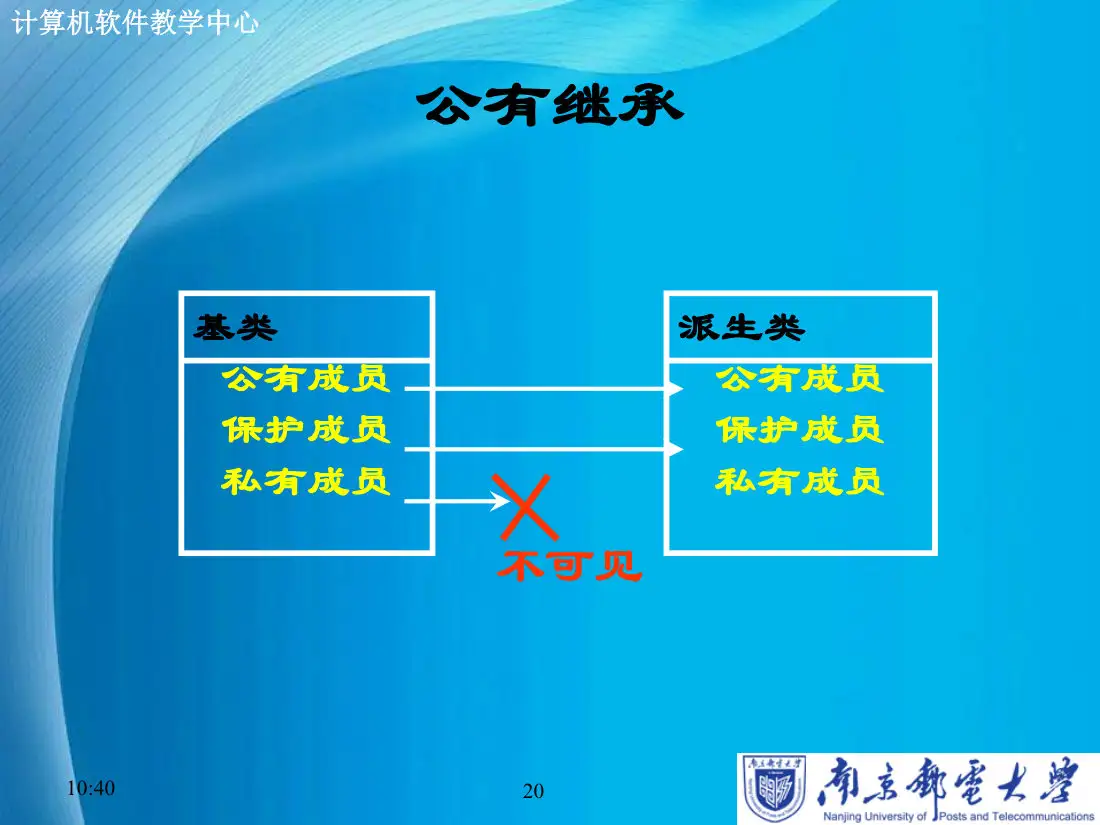 计算机软件教学中心
公有继承
基类
公有成员
保护成员
私有成员
派生类
公有成员
保护成员
私有成员
不可见
10:40
20
南京郵電大學
Nanjing University of Posts and Telecommunications